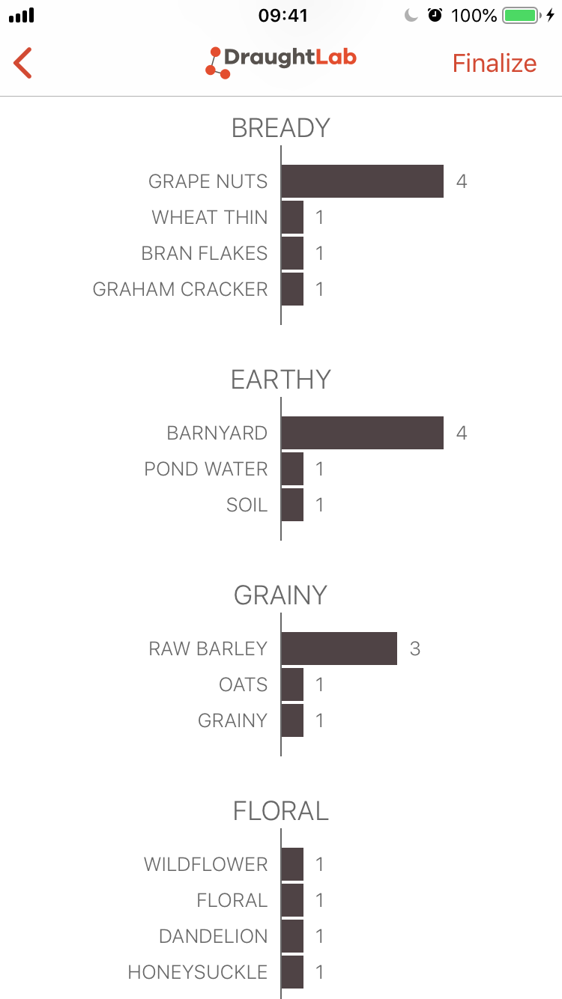 09:41 100%
DraughtLab Finalize
BREADY
GRAPE NUTS 4
WHEAT THIN 1
BRAN FLAKES 1
GRAHAM CRACKER 1
EARTHY
BARNYARD 4
POND WATER 1
SOIL 1
GRAINY
RAW BARLEY 3
OATS 1
GRAINY 1
FLORAL
WILDFLOWER 1
FLORAL 1
DANDELION 1
HONEYSUCKLE 1